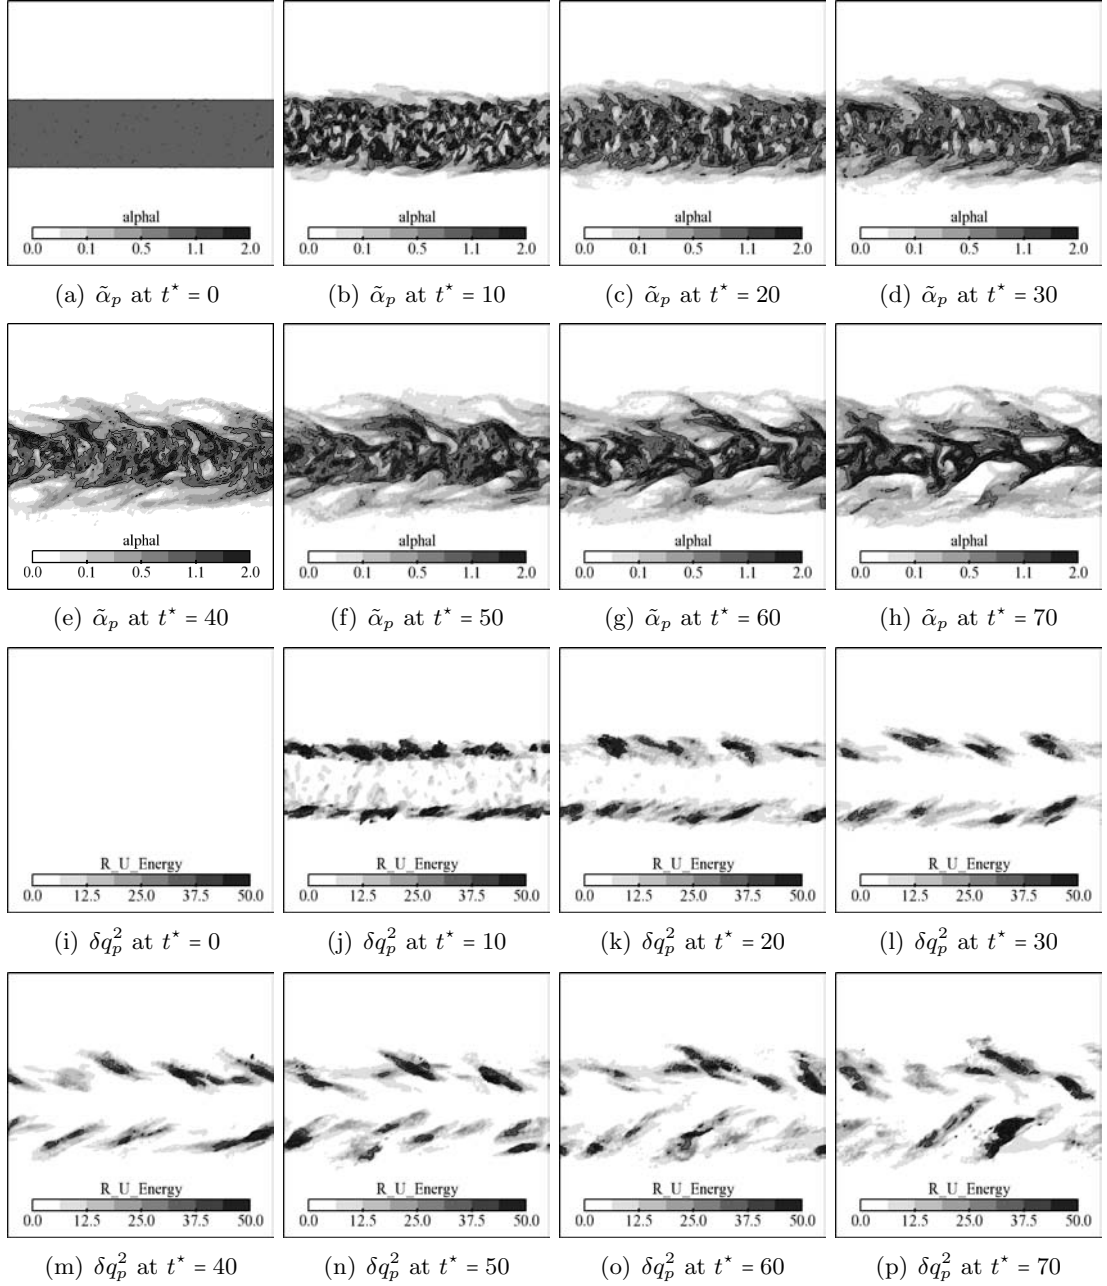 alphal alphal alphal alphal
0.0 0.1 0.5 1.1 2.0 0.0 0.1 0.5 1.1 2.0 0.0 0.1 0.5 1.1 2.0 0.0 0.1 0.5 1.1 2.0
(a) α̃ₚ at t⋆ = 0 (b) α̃ₚ at t⋆ = 10 (c) α̃ₚ at t⋆ = 20 (d) α̃ₚ at t⋆ = 30
alphal alphal alphal alphal
0.0 0.1 0.5 1.1 2.0 0.0 0.1 0.5 1.1 2.0 0.0 0.1 0.5 1.1 2.0 0.0 0.1 0.5 1.1 2.0
(e) α̃ₚ at t⋆ = 40 (f) α̃ₚ at t⋆ = 50 (g) α̃ₚ at t⋆ = 60 (h) α̃ₚ at t⋆ = 70
R_U_Energy R_U_Energy R_U_Energy R_U_Energy
0.0 12.5 25.0 37.5 50.0 0.0 12.5 25.0 37.5 50.0 0.0 12.5 25.0 37.5 50.0 0.0 12.5 25.0 37.5 50.0
(i) δq²ₚ at t⋆ = 0 (j) δq²ₚ at t⋆ = 10 (k) δq²ₚ at t⋆ = 20 (l) δq²ₚ at t⋆ = 30
R_U_Energy R_U_Energy R_U_Energy R_U_Energy
0.0 12.5 25.0 37.5 50.0 0.0 12.5 25.0 37.5 50.0 0.0 12.5 25.0 37.5 50.0 0.0 12.5 25.0 37.5 50.0
(m) δq²ₚ at t⋆ = 40 (n) δq²ₚ at t⋆ = 50 (o) δq²ₚ at t⋆ = 60 (p) δq²ₚ at t⋆ = 70